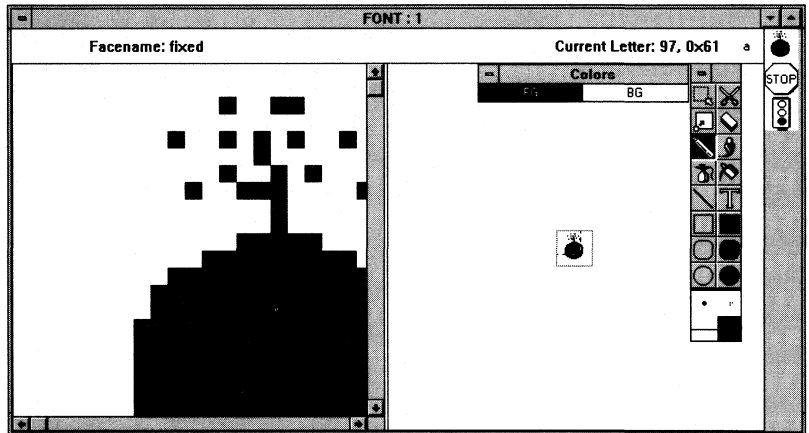 FONT : 1
Facename: fixed
Current Letter: 97, 0x61 a
Colors
FG BG
STOP
T